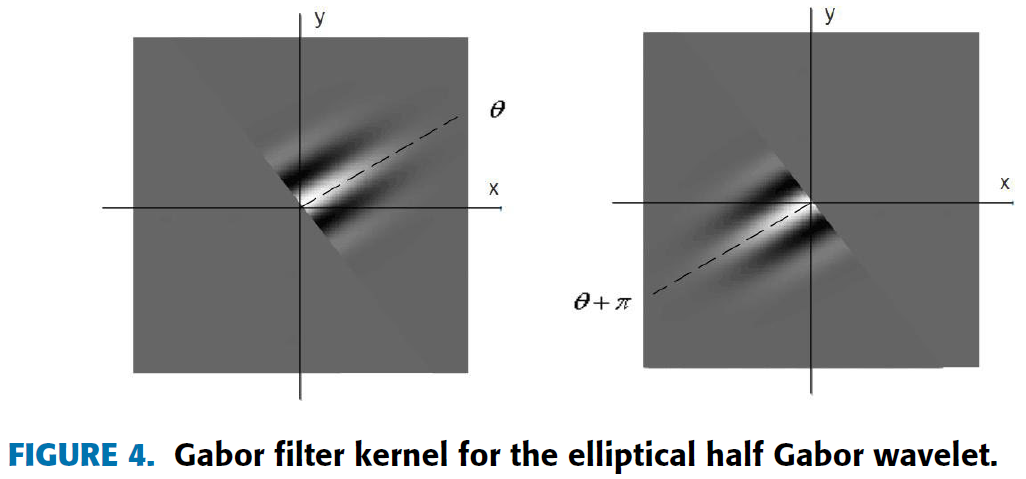 y
θ
x
y
x
θ+π
FIGURE 4. Gabor filter kernel for the elliptical half Gabor wavelet.